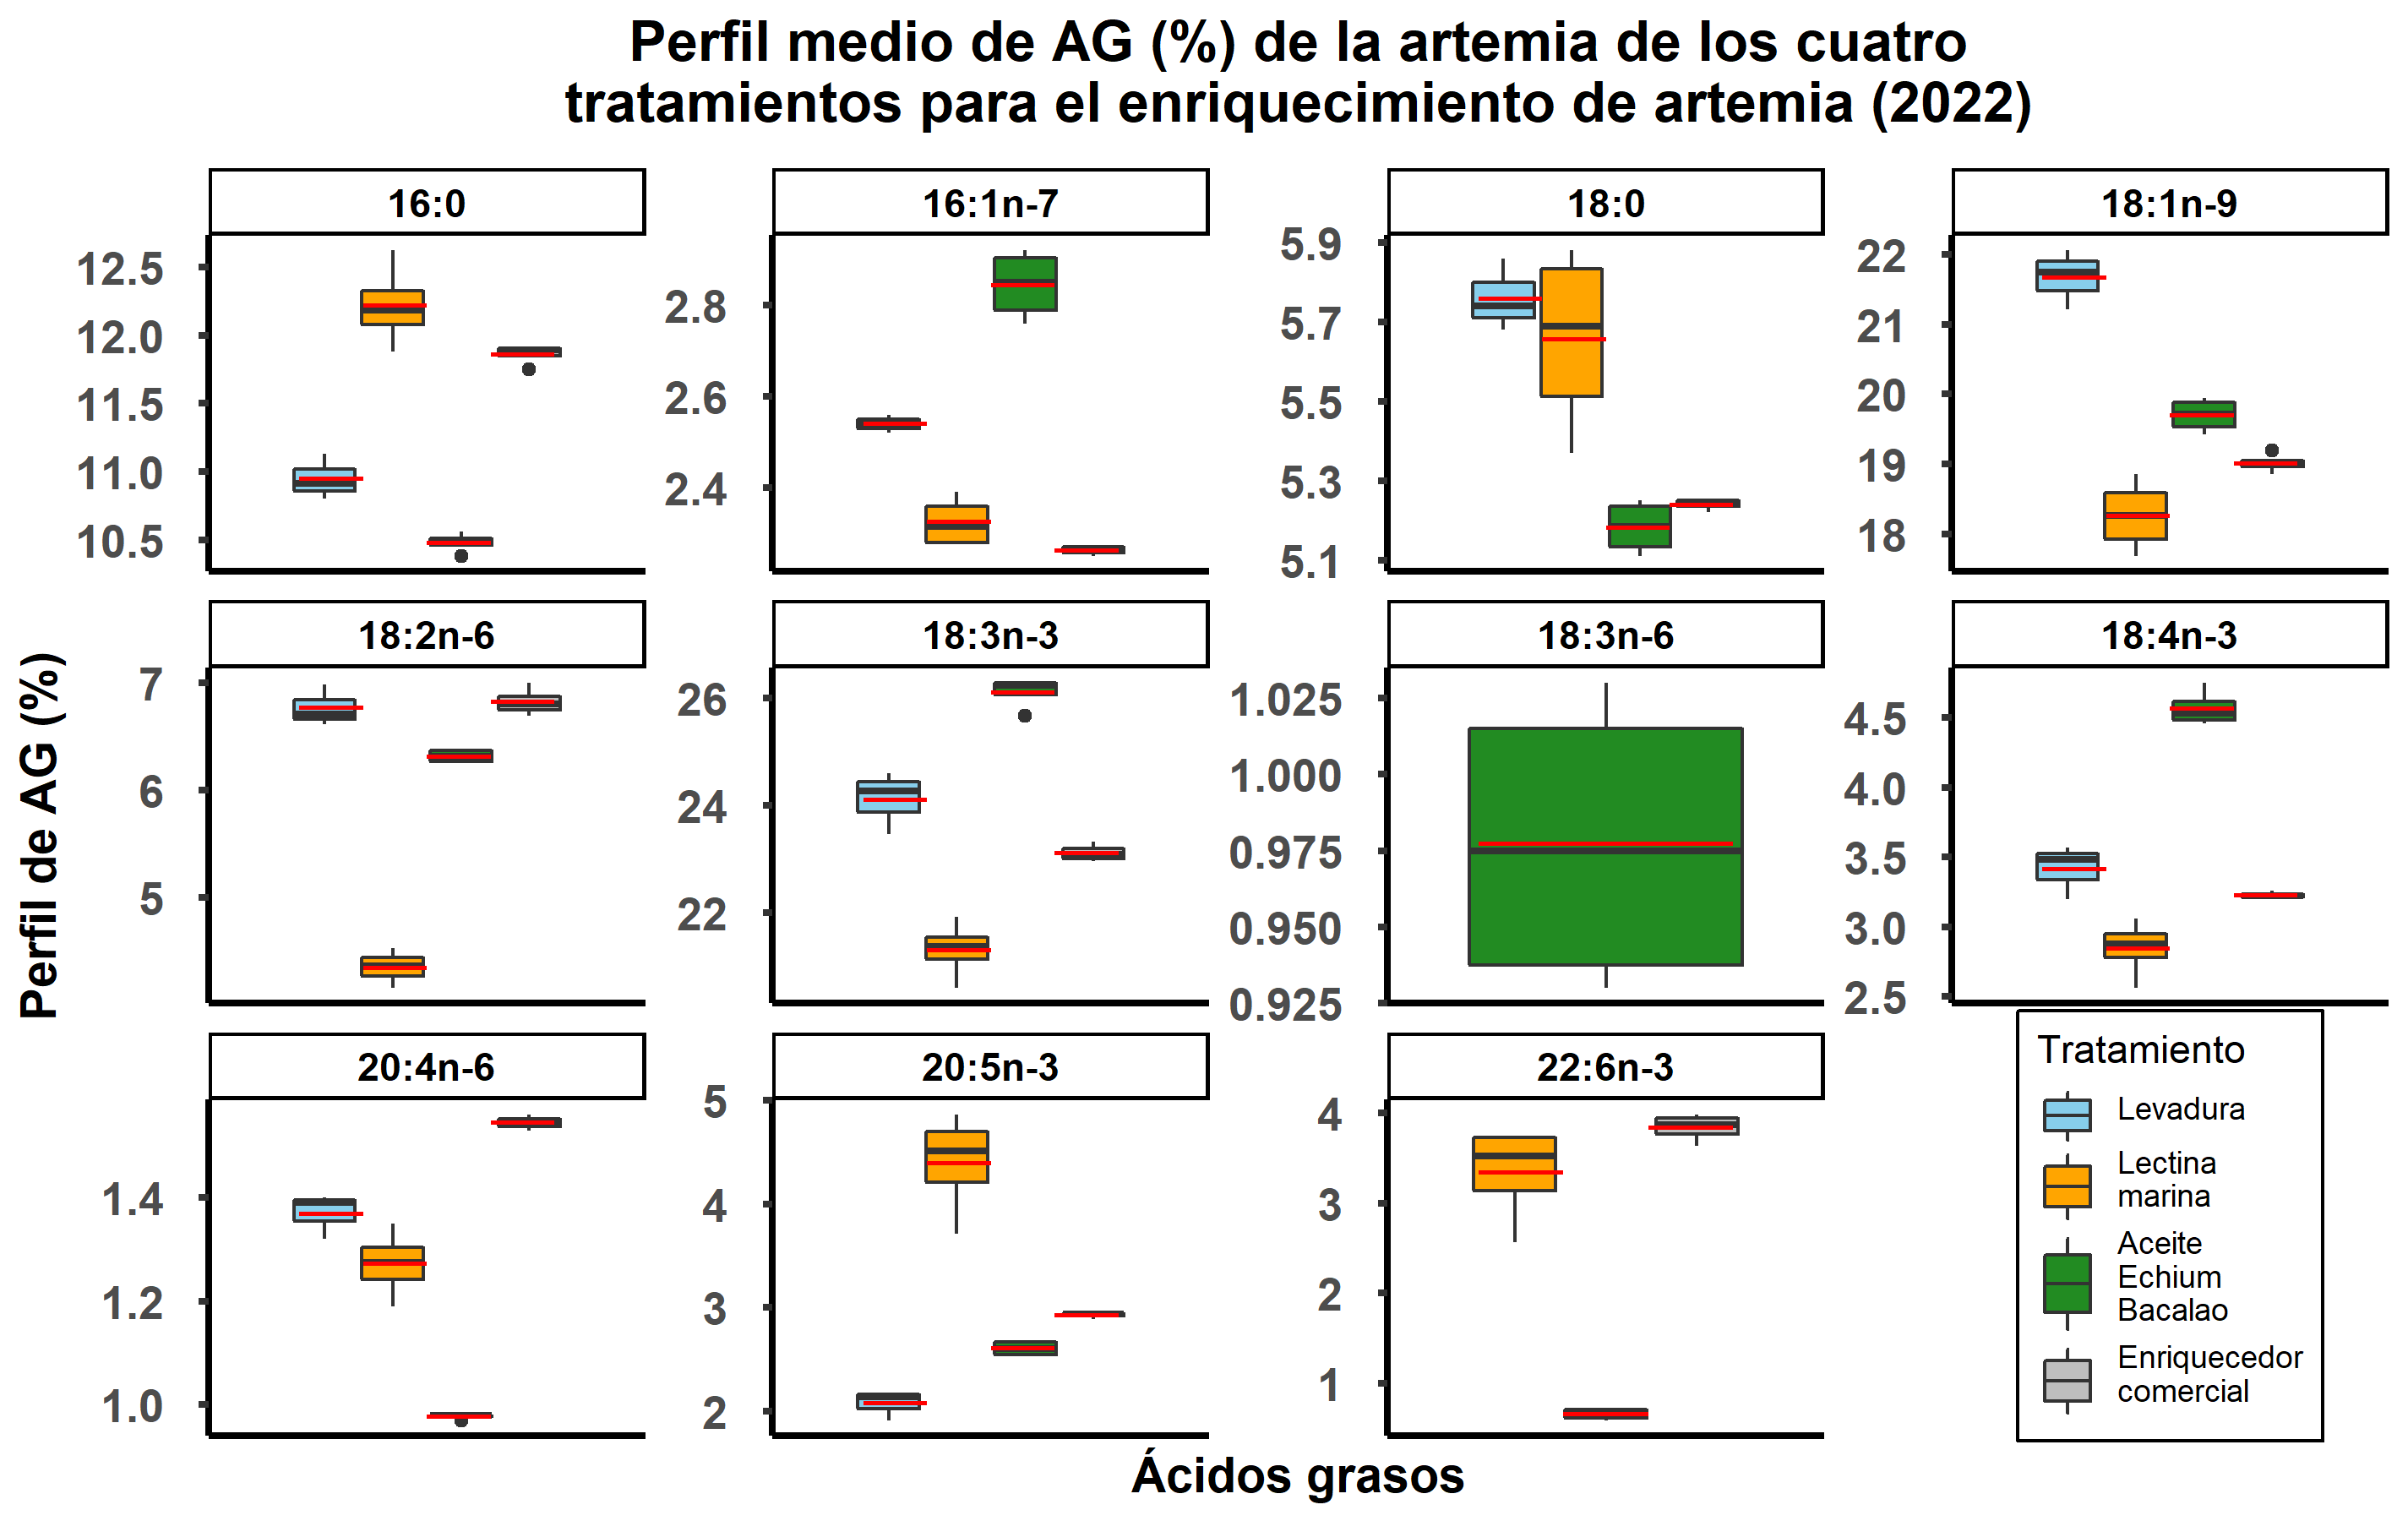 Perfil medio de AG (%) de la artemia de los cuatro
tratamientos para el enriquecimiento de artemia (2022)
16:0
16:1n-7
18:0
18:1n-9
12.5
12.0
11.5
11.0
10.5
2.8
2.6
2.4
5.9
5.7
5.5
5.3
5.1
22
21
20
19
18
18:2n-6
18:3n-3
18:3n-6
18:4n-3
7
6
5
26
24
22
1.025
1.000
0.975
0.950
0.925
4.5
4.0
3.5
3.0
2.5
20:4n-6
20:5n-3
22:6n-3
1.4
1.2
1.0
5
4
3
2
4
3
2
1
Perfil de AG (%)
Ácidos grasos
Tratamiento
Levadura
Lectina
marina
Aceite
Echium
Bacalao
Enriquecedor
comercial